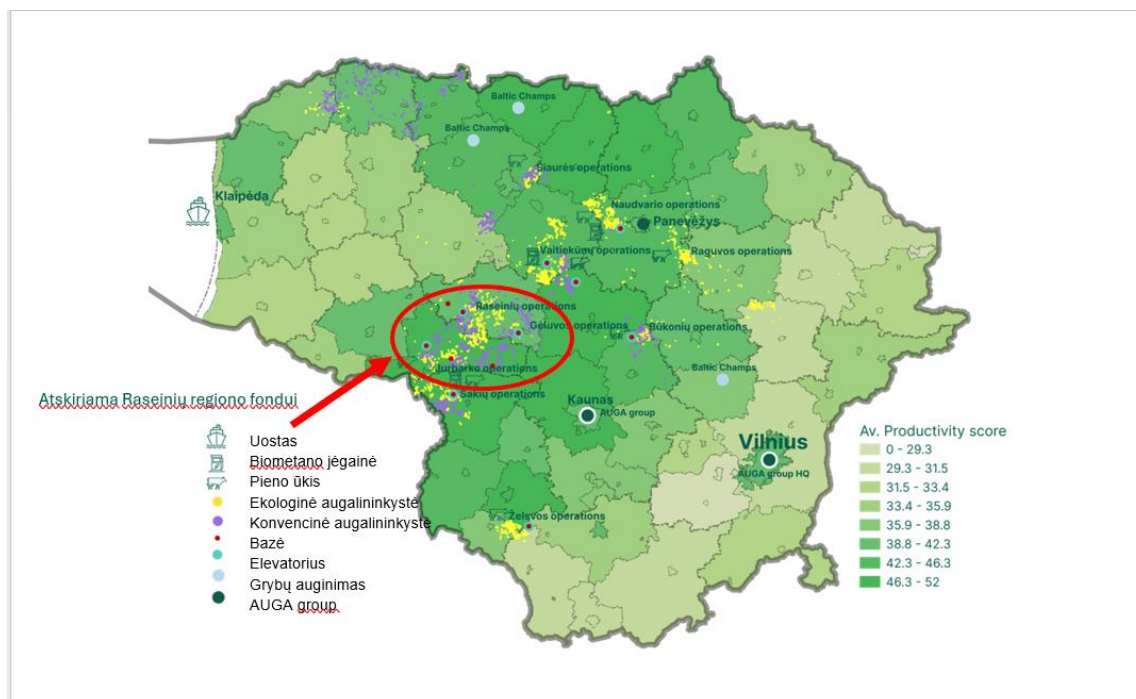 Baltic Champs
Baltic Champs
Šiaurės operations
Klaipėda
Naudvario operations
Panevėžys
Vaitiekūnų operations
Raguvos operations
Raseinių operations
Geluvos operations
Būkonių operations
Jurbarko operations
Baltic Champs
Šakių operations
Kaunas
AUGA group
Atskiriama Raseinių regiono fondui
Vilnius
AUGA group HQ
Želsvos operations
Uostas
Biometano jėgainė
Pieno ūkis
Ekologinė augalininkystė
Konvencinė augalininkystė
Bazė
Elevatorius
Grybų auginimas
AUGA group
Av. Productivity score
0 - 29.3
29.3 - 31.5
31.5 - 33.4
33.4 - 35.9
35.9 - 38.8
38.8 - 42.3
42.3 - 46.3
46.3 - 52